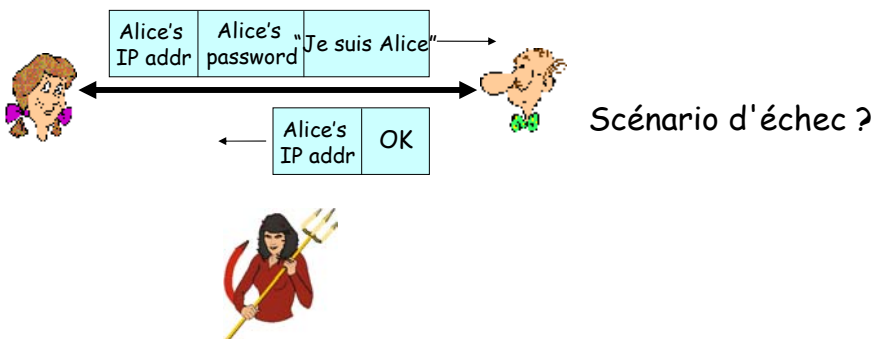 Alice's
IP addr
Alice's
password
“Je suis Alice”
Alice's
IP addr
OK
Scénario d'échec ?